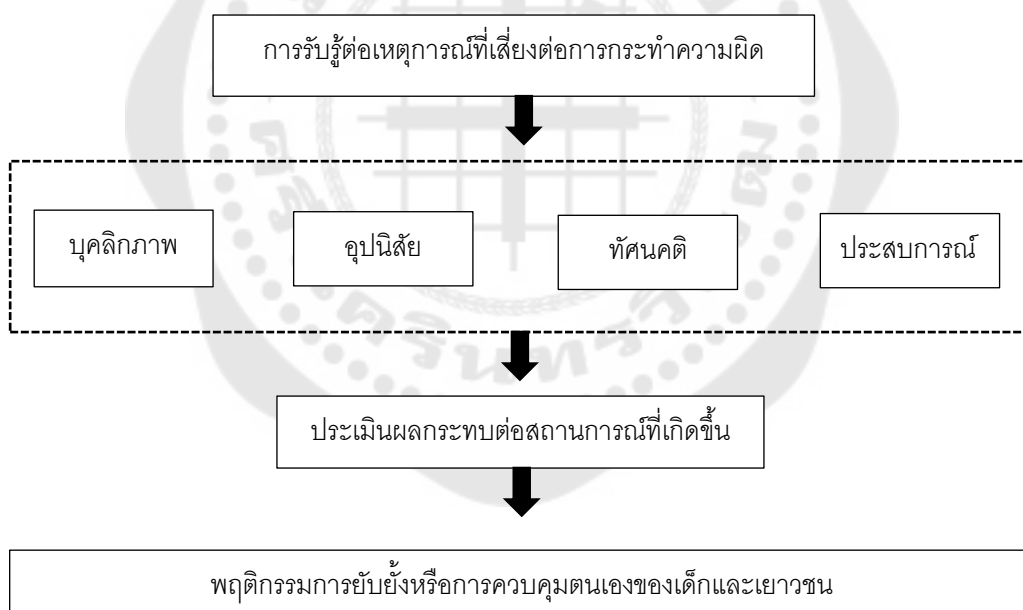 การรับรู้ต่อเหตุการณ์ที่เสี่ยงต่อการกระทำความผิด
บุคลิกภาพ
อุปนิสัย
ทัศนคติ
ประสบการณ์
ประเมินผลกระทบต่อสถานการณ์ที่เกิดขึ้น
พฤติกรรมการยับยั้งหรือการควบคุมตนเองของเด็กและเยาวชน